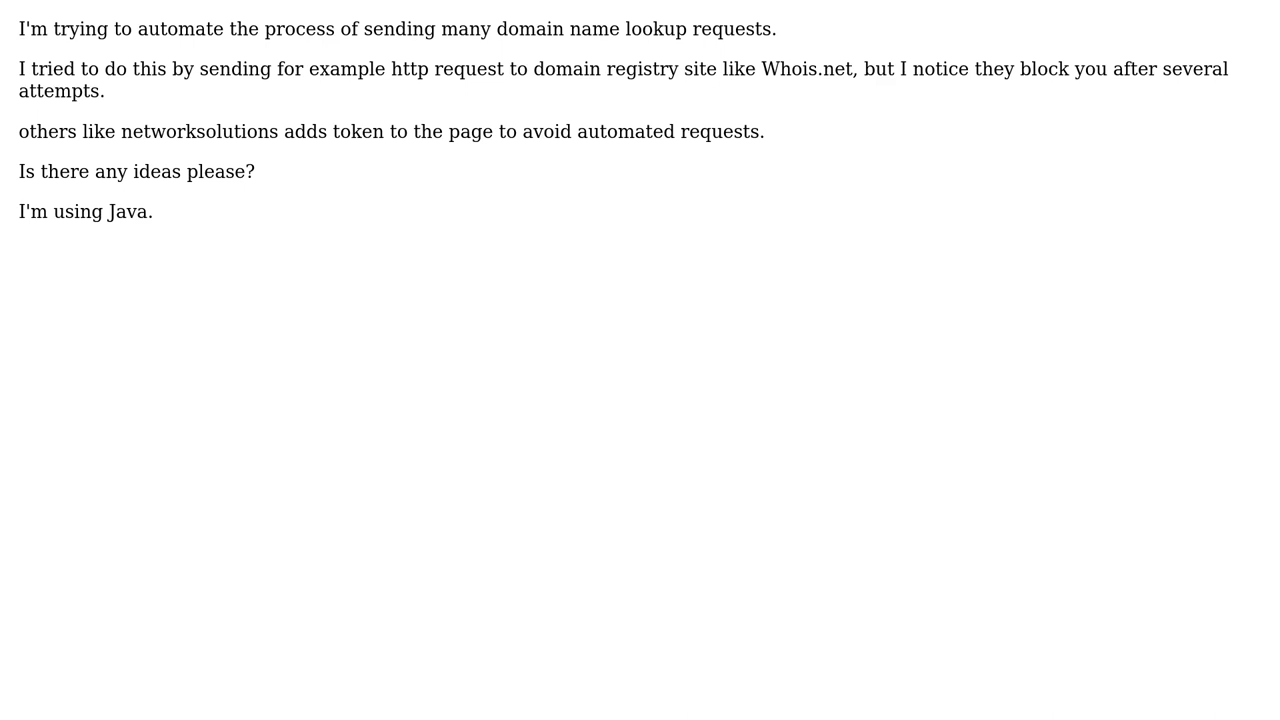 I'm trying to automate the process of sending many domain name lookup requests.
I tried to do this by sending for example http request to domain registry site like Whois.net, but I notice they block you after several
attempts.
others like networksolutions adds token to the page to avoid automated requests.
Is there any ideas please?
I'm using Java.